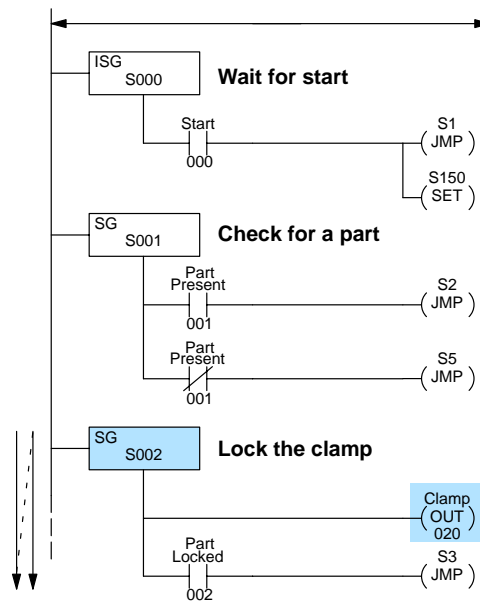 ISG
S000
Wait for start
Start
000
S1
JMP
S150
SET
SG
S001
Check for a part
Part
Present
001
S2
JMP
Part
Present
001
S5
JMP
SG
S002
Lock the clamp
Clamp
OUT
020
Part
Locked
002
S3
JMP